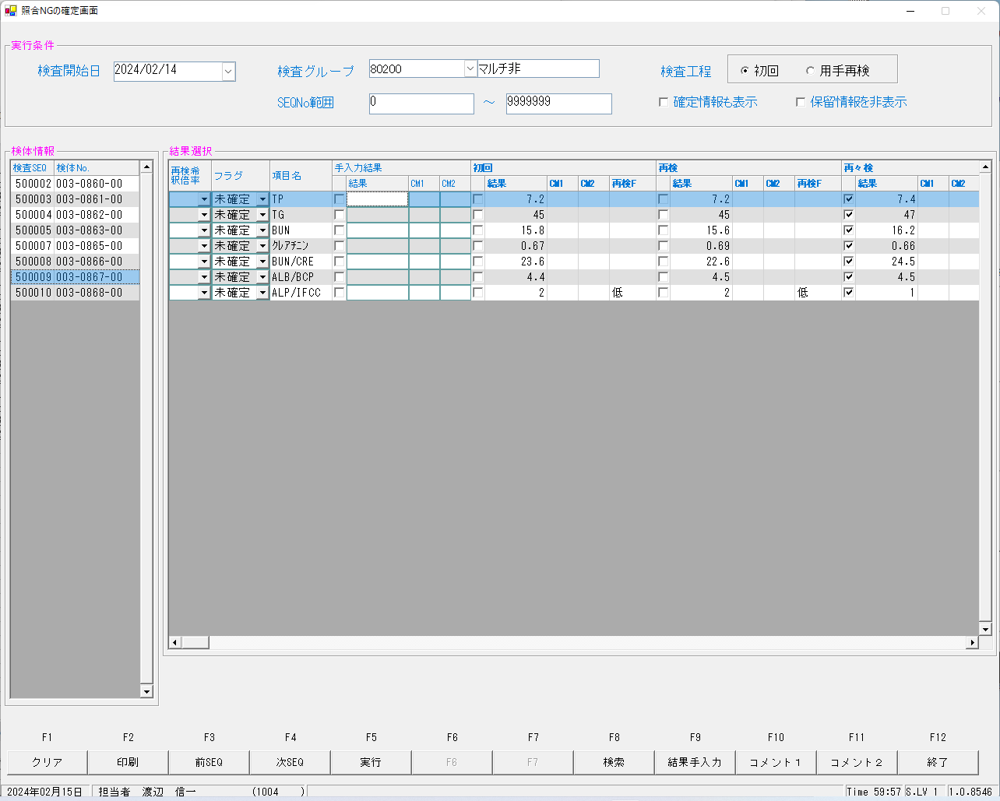 照合NGの確定画面
実行条件
検査開始日 2024/02/14 検査グループ 80200 マルチ非 検査工程 初回 用手再検
SEQNo範囲 0 ～ 9999999 確定情報も表示 保留情報を非表示
検体情報
検査SEQ 検体No.
500002 003-0860-00
500003 003-0861-00
500004 003-0862-00
500005 003-0863-00
500007 003-0865-00
500008 003-0866-00
500009 003-0867-00
500010 003-0868-00
結果選択
再検希釈倍率 フラグ 項目名 手入力結果 初回 再検 再々検
結果 CM1 CM2 結果 CM1 CM2 再検F 結果 CM1 CM2 再検F 結果 CM1 CM2
未確定 TP 7.2 7.2 7.4
未確定 TG 45 45 47
未確定 BUN 15.8 15.6 16.2
未確定 ｸﾚｱﾁﾆﾝ 0.67 0.69 0.66
未確定 BUN/CRE 23.6 22.6 24.5
未確定 ALB/BCP 4.4 4.5 4.5
未確定 ALP/IFCC 2 低 2 低 1
F1 F2 F3 F4 F5 F6 F7 F8 F9 F10 F11 F12
クリア 印刷 前SEQ 次SEQ 実行 F6 F7 検索 結果手入力 コメント１ コメント２ 終了
2024年02月15日 担当者 渡辺 信一 (1004 ) Time 59:57 S.LV 1 1.0.8546